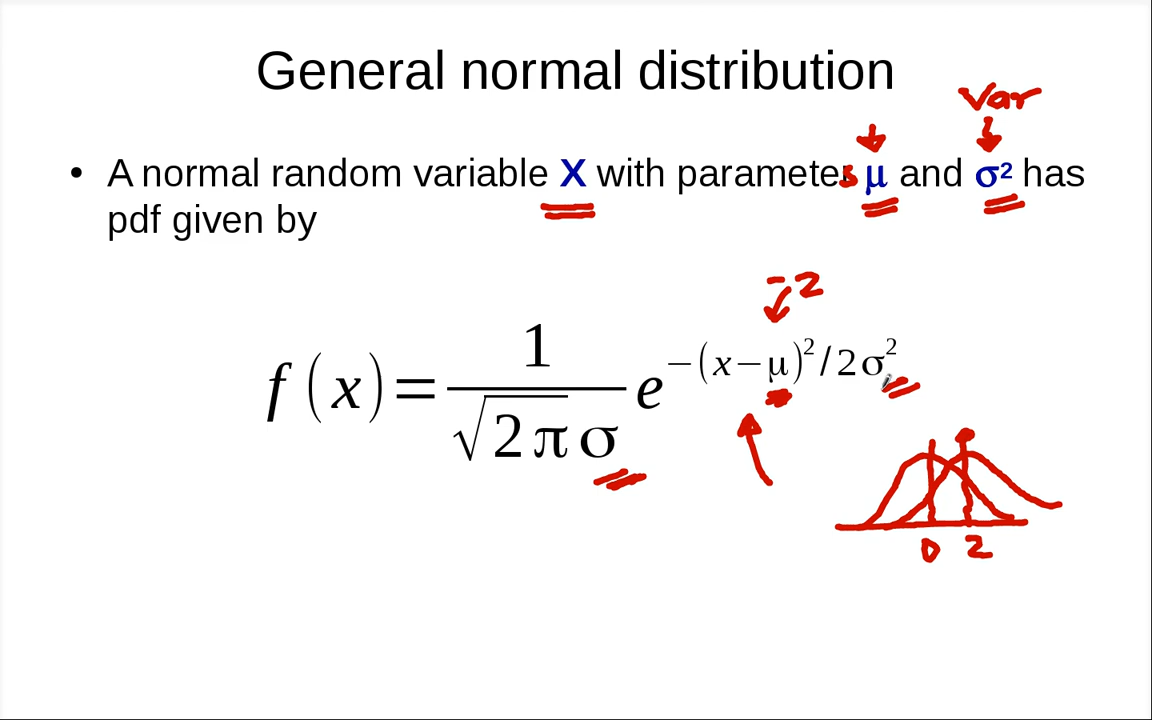 General normal distribution
Var
• A normal random variable X with parameters μ and σ² has
pdf given by
-2
f(x) = 1/(√2π σ) e^(−(x−μ)²/2σ²)
0 2